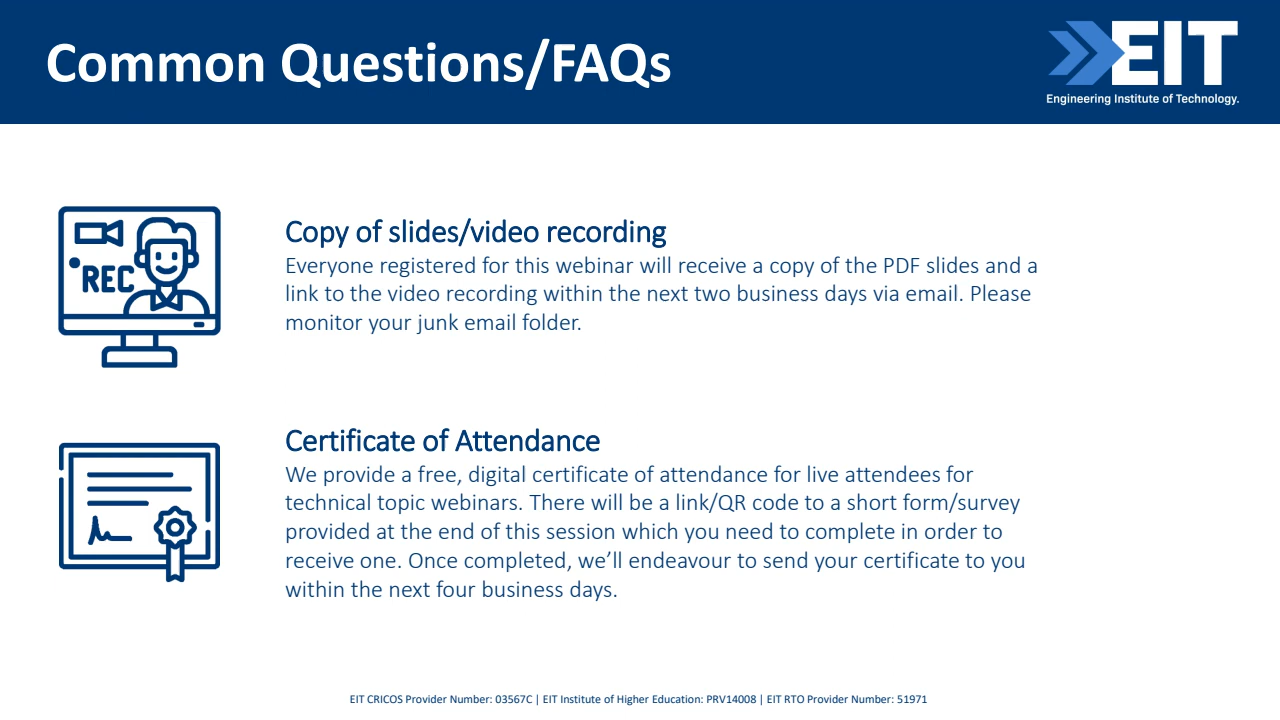 Common Questions/FAQs
EIT
Engineering Institute of Technology.
REC
Copy of slides/video recording
Everyone registered for this webinar will receive a copy of the PDF slides and a
link to the video recording within the next two business days via email. Please
monitor your junk email folder.
Certificate of Attendance
We provide a free, digital certificate of attendance for live attendees for
technical topic webinars. There will be a link/QR code to a short form/survey
provided at the end of this session which you need to complete in order to
receive one. Once completed, we’ll endeavour to send your certificate to you
within the next four business days.
EIT CRICOS Provider Number: 03567C | EIT Institute of Higher Education: PRV14008 | EIT RTO Provider Number: 51971